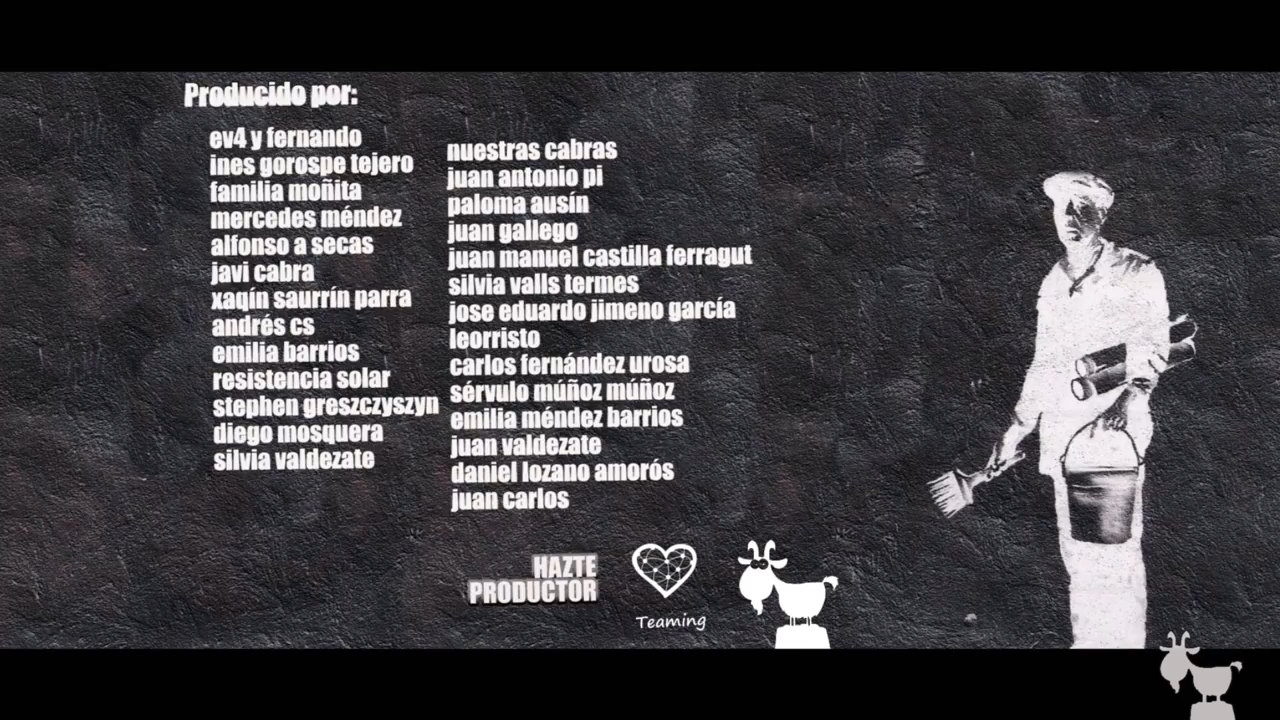 Producido por:
ev4 y fernando
ines gorospe tejero
familia moñita
mercedes méndez
alfonso a secas
javi cabra
xaqín saurrín parra
andrés cs
emilia barrios
resistencia solar
stephen greszczyszyn
diego mosquera
silvia valdezate
nuestras cabras
juan antonio pi
paloma ausín
juan gallego
juan manuel castilla ferragut
silvia valls termes
jose eduardo jimeno garcía
leorristo
carlos fernández urosa
sérvulo múñoz múñoz
emilia méndez barrios
juan valdezate
daniel lozano amorós
juan carlos
HAZTE
PRODUCTOR
Teaming